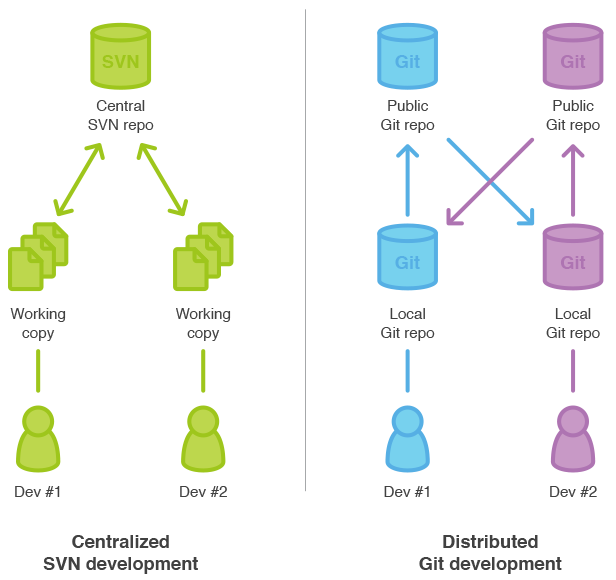 SVN
Central
SVN repo
Working
copy
Working
copy
Dev #1
Dev #2
Centralized
SVN development
Git
Git
Public
Git repo
Public
Git repo
Git
Git
Local
Git repo
Local
Git repo
Dev #1
Dev #2
Distributed
Git development